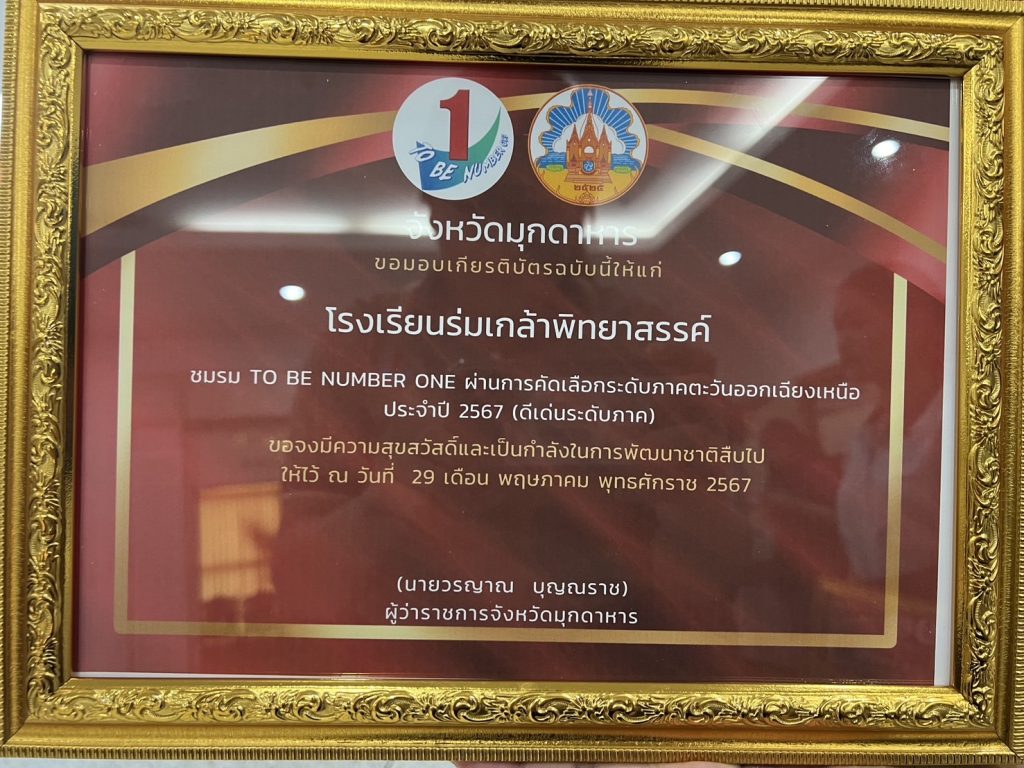 1
TO BE NUMBER ONE
๒๕๒๕
จังหวัดมุกดาหาร
ขอมอบเกียรติบัตรฉบับนี้ให้แก่
โรงเรียนร่มเกล้าพิทยาสรรค์
ชมรม TO BE NUMBER ONE ผ่านการคัดเลือกระดับภาคตะวันออกเฉียงเหนือ
ประจำปี 2567 (ดีเด่นระดับภาค)
ขอจงมีความสุขสวัสดิ์และเป็นกำลังในการพัฒนาชาติสืบไป
ให้ไว้ ณ วันที่ 29 เดือน พฤษภาคม พุทธศักราช 2567
(นายวรญาณ บุญณราช)
ผู้ว่าราชการจังหวัดมุกดาหาร